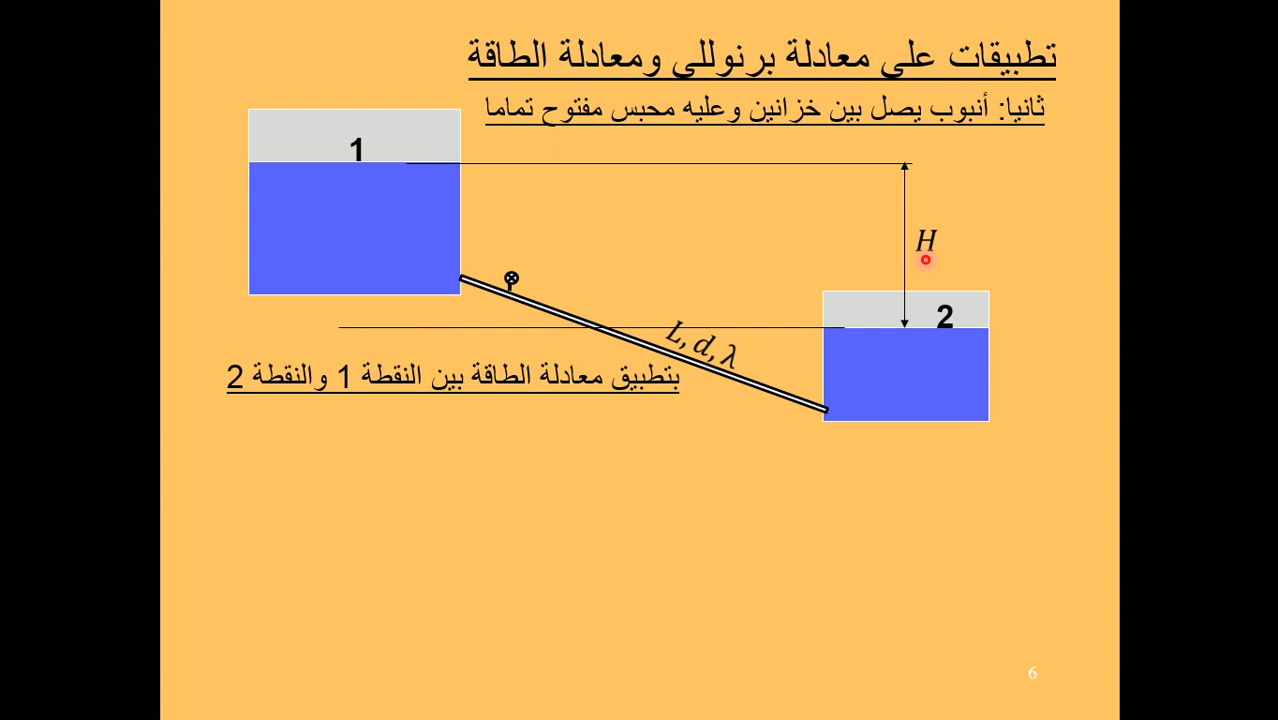 تطبيقات على معادلة برنوللى ومعادلة الطاقة
ثانيا: أنبوب يصل بين خزانين وعليه محبس مفتوح تماما
1
H
2
L, d, λ
بتطبيق معادلة الطاقة بين النقطة 1 والنقطة 2
6